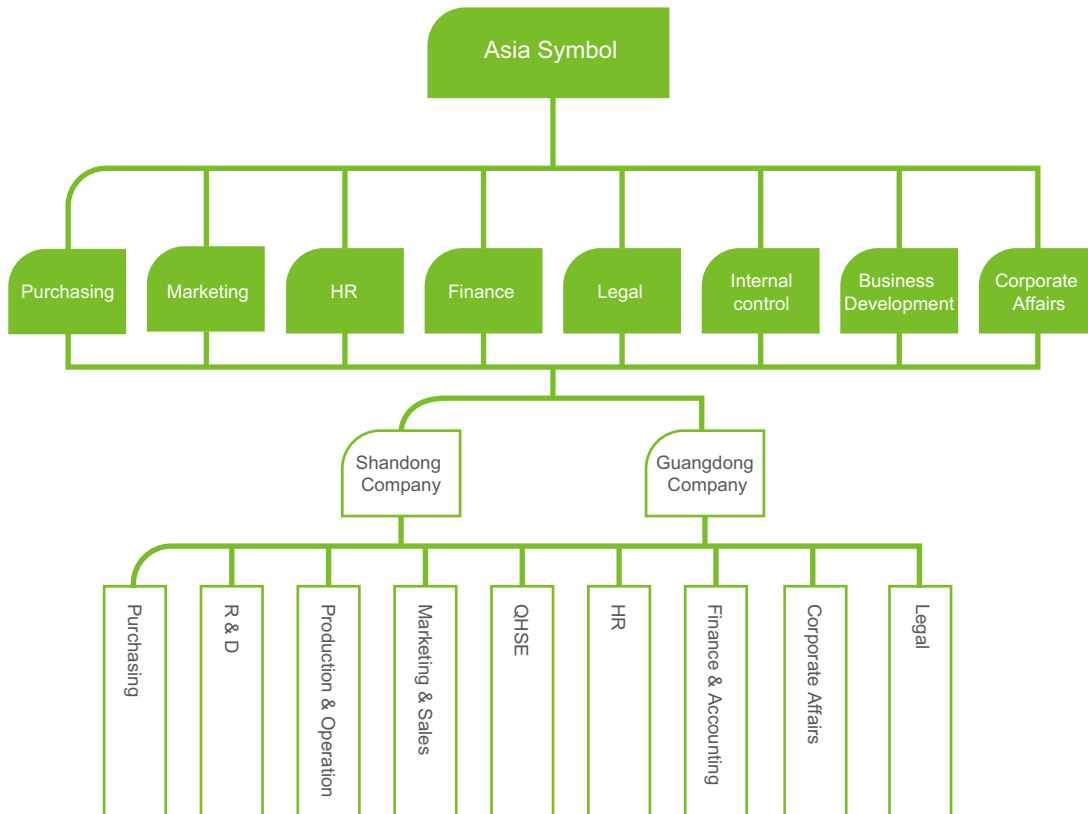 Asia Symbol
Purchasing
Marketing
HR
Finance
Legal
Internal
control
Business
Development
Corporate
Affairs
Shandong
Company
Guangdong
Company
Purchasing
R & D
Production & Operation
Marketing & Sales
QHSE
HR
Finance & Accounting
Corporate Affairs
Legal